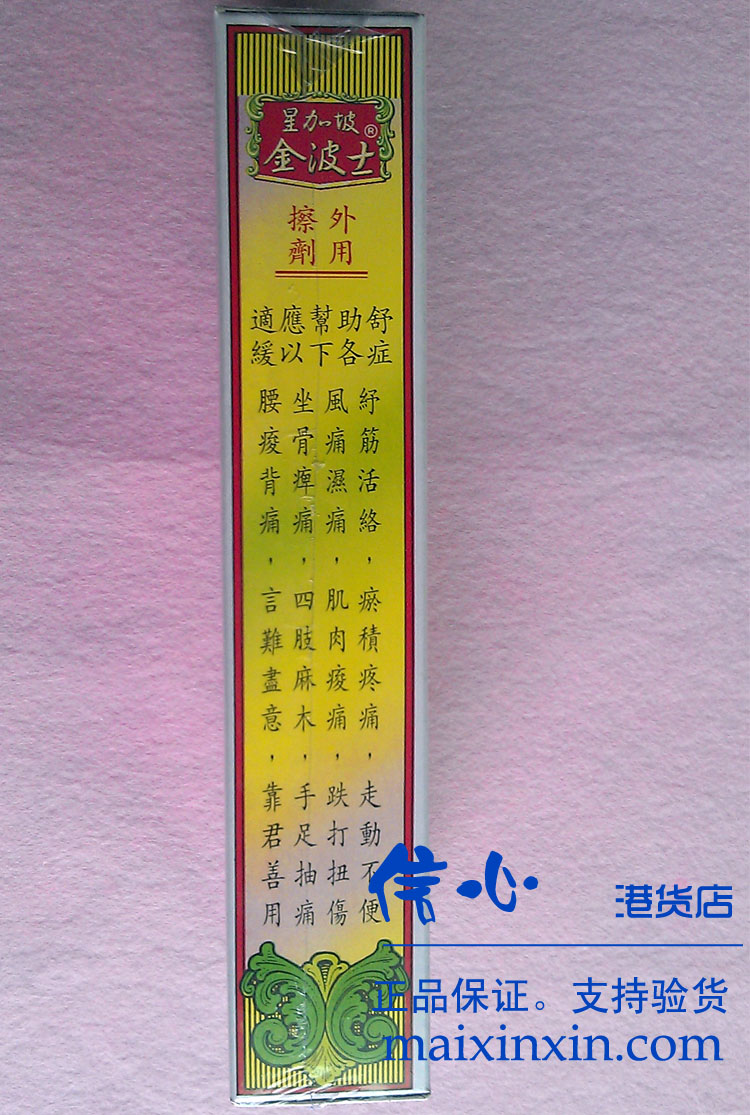 星加坡
金波士®
外用
擦劑
適應幫助舒
緩以下各症
紓筋活絡，瘀積疼痛，走動不便
風痛濕痛，肌肉痠痛，跌打扭傷
坐骨痺痛，四肢麻木，手足抽痛
腰痠背痛，言難盡意，靠君善用
信心 港货店
正品保证。支持验货
maixinxin.com